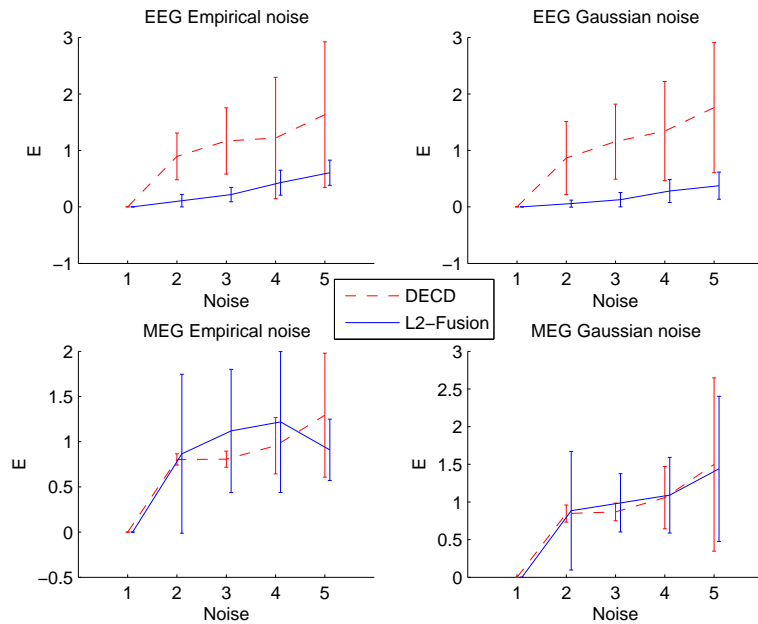 EEG Empirical noise
3
2
1
0
−1
E
1 2 3 4 5
Noise
EEG Gaussian noise
3
2
1
0
−1
E
1 2 3 4 5
Noise
DECD
L2−Fusion
MEG Empirical noise
2
1.5
1
0.5
0
−0.5
E
1 2 3 4 5
Noise
MEG Gaussian noise
3
2.5
2
1.5
1
0.5
0
E
1 2 3 4 5
Noise